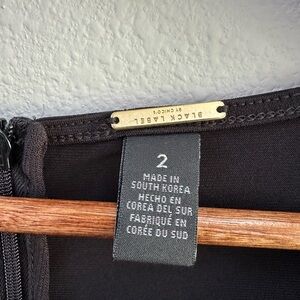 BLACK LABEL
BY CHICO'S
2
MADE IN
SOUTH KOREA
HECHO EN
COREA DEL SUR
FABRIQUÉ EN
CORÉE DU SUD